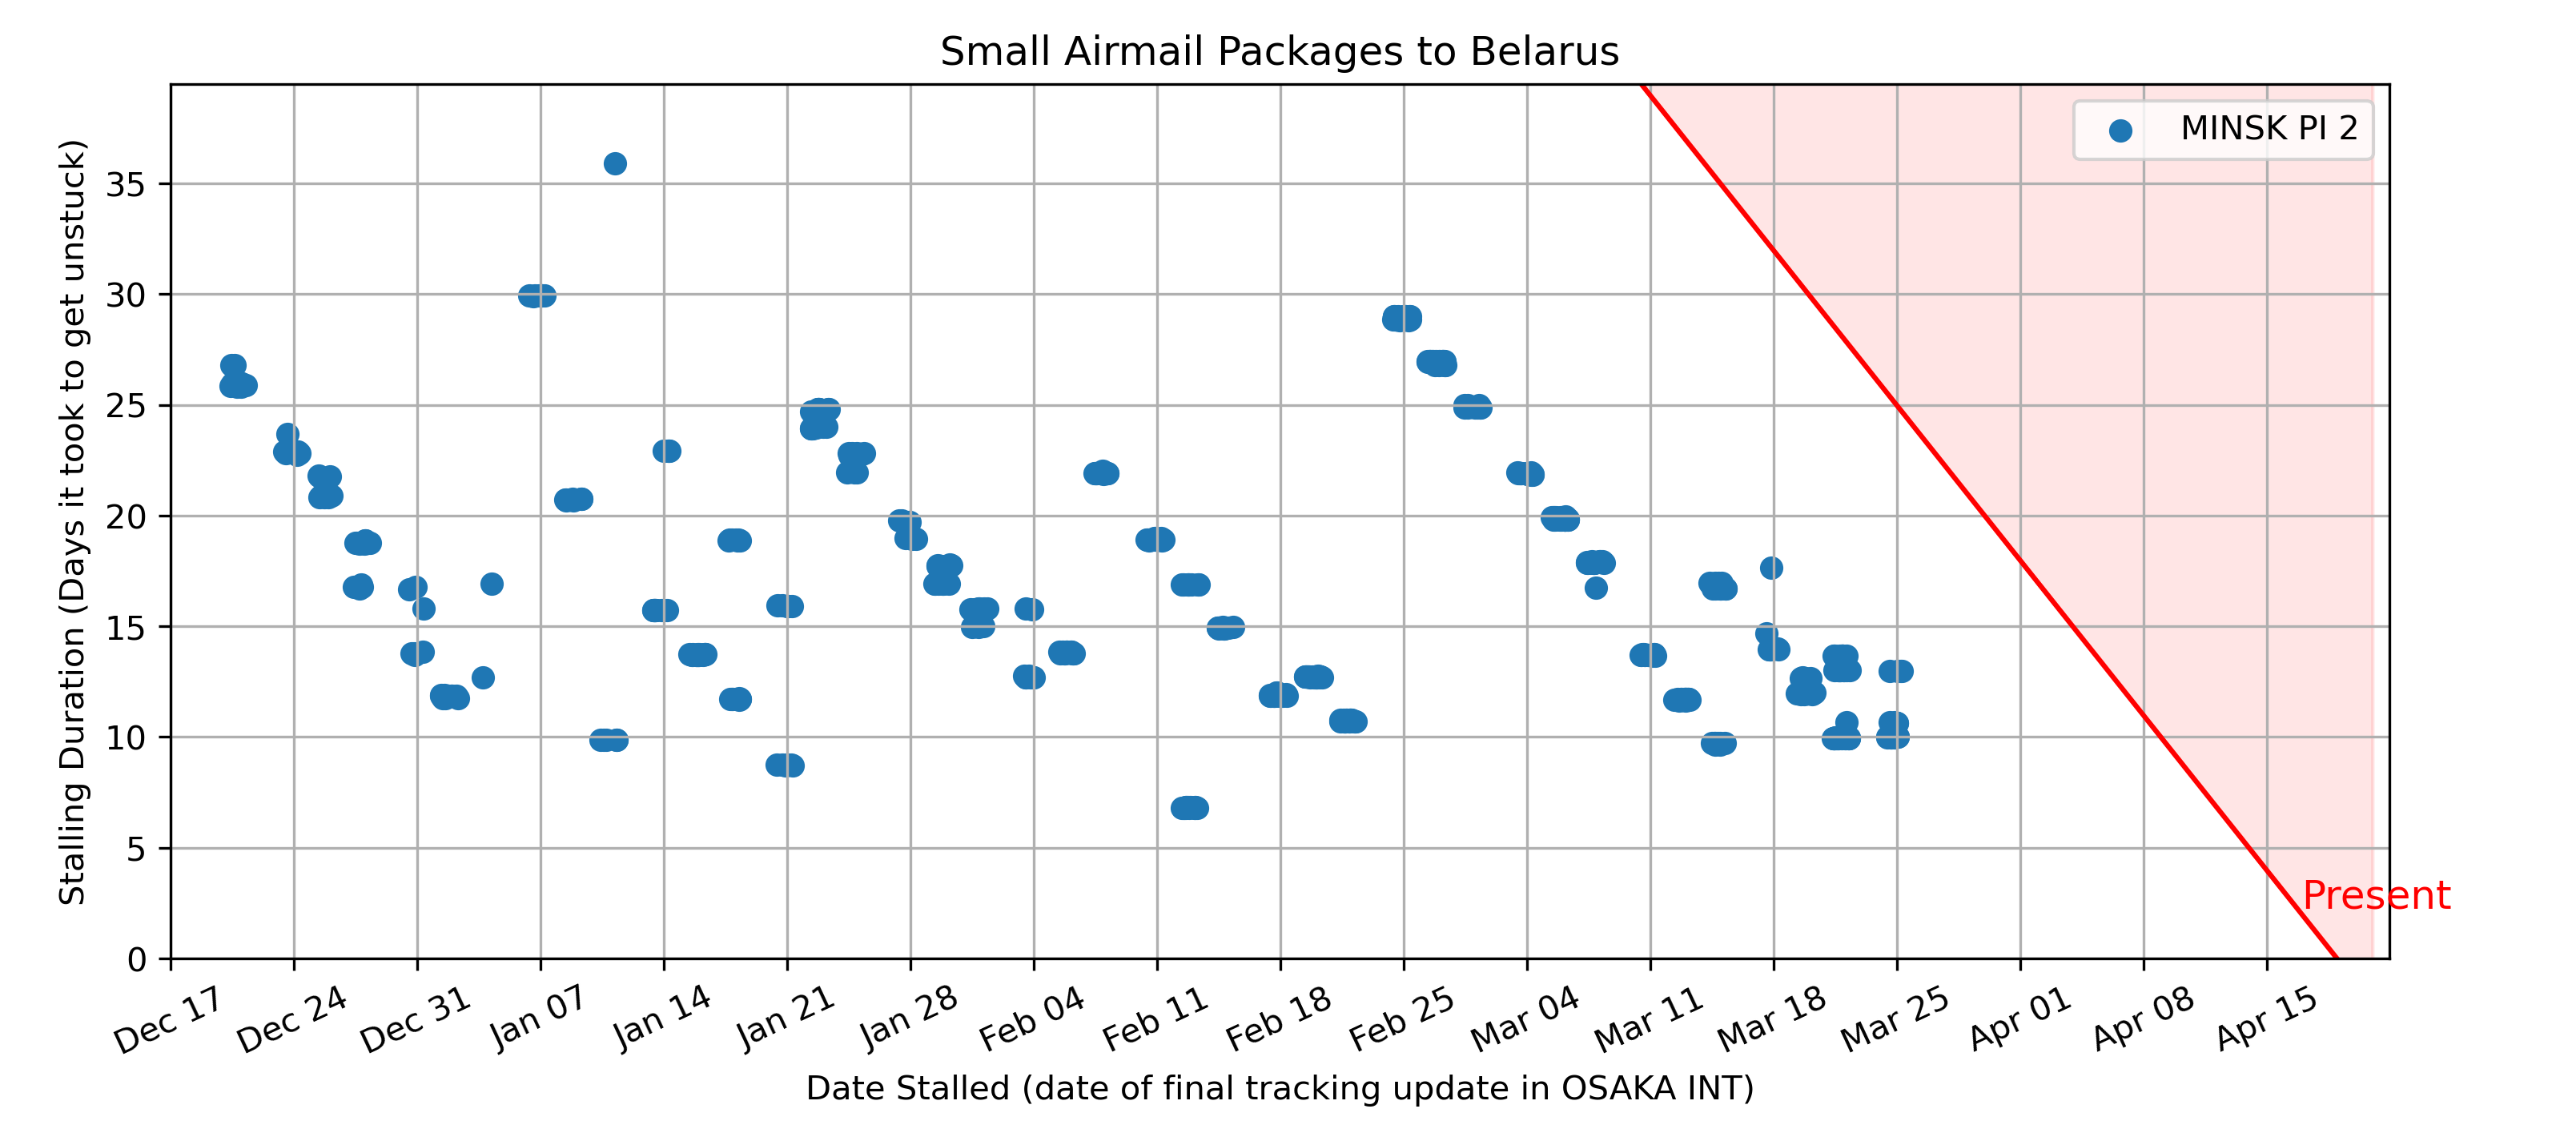 Small Airmail Packages to Belarus
MINSK PI 2
Stalling Duration (Days it took to get unstuck)
35
30
25
20
15
10
5
0
Present
Dec 17
Dec 24
Dec 31
Jan 07
Jan 14
Jan 21
Jan 28
Feb 04
Feb 11
Feb 18
Feb 25
Mar 04
Mar 11
Mar 18
Mar 25
Apr 01
Apr 08
Apr 15
Date Stalled (date of final tracking update in OSAKA INT)